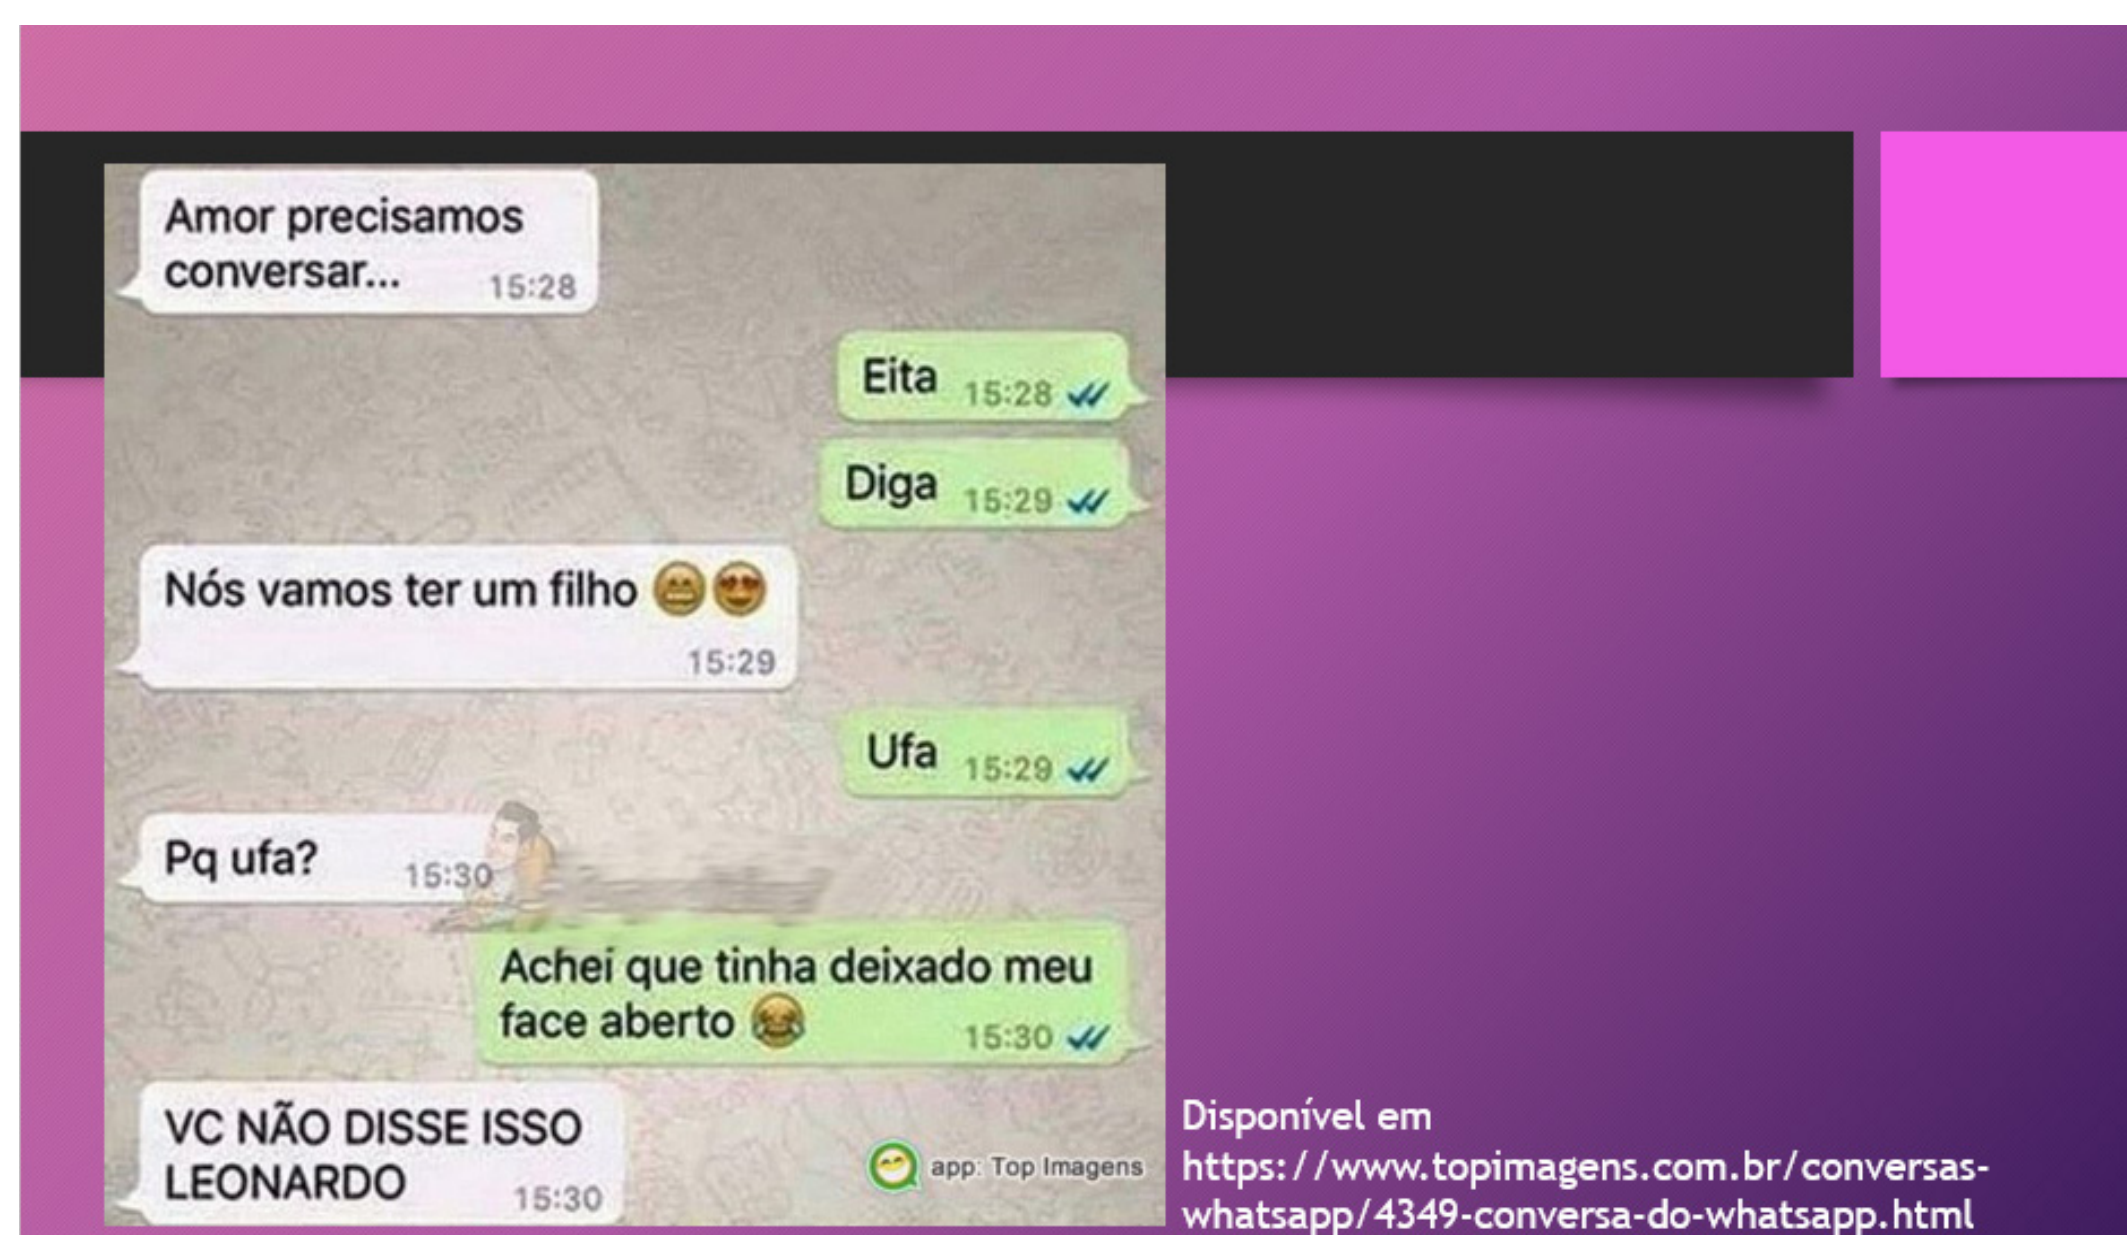 Amor precisamos
conversar...
15:28
Eita 15:28
Diga 15:29
Nós vamos ter um filho 😁😍
15:29
Ufa 15:29
Pq ufa? 15:30
Achei que tinha deixado meu
face aberto 😂 15:30
VC NÃO DISSE ISSO
LEONARDO 15:30
app: Top Imagens
Disponível em
https://www.topimagens.com.br/conversas-
whatsapp/4349-conversa-do-whatsapp.html